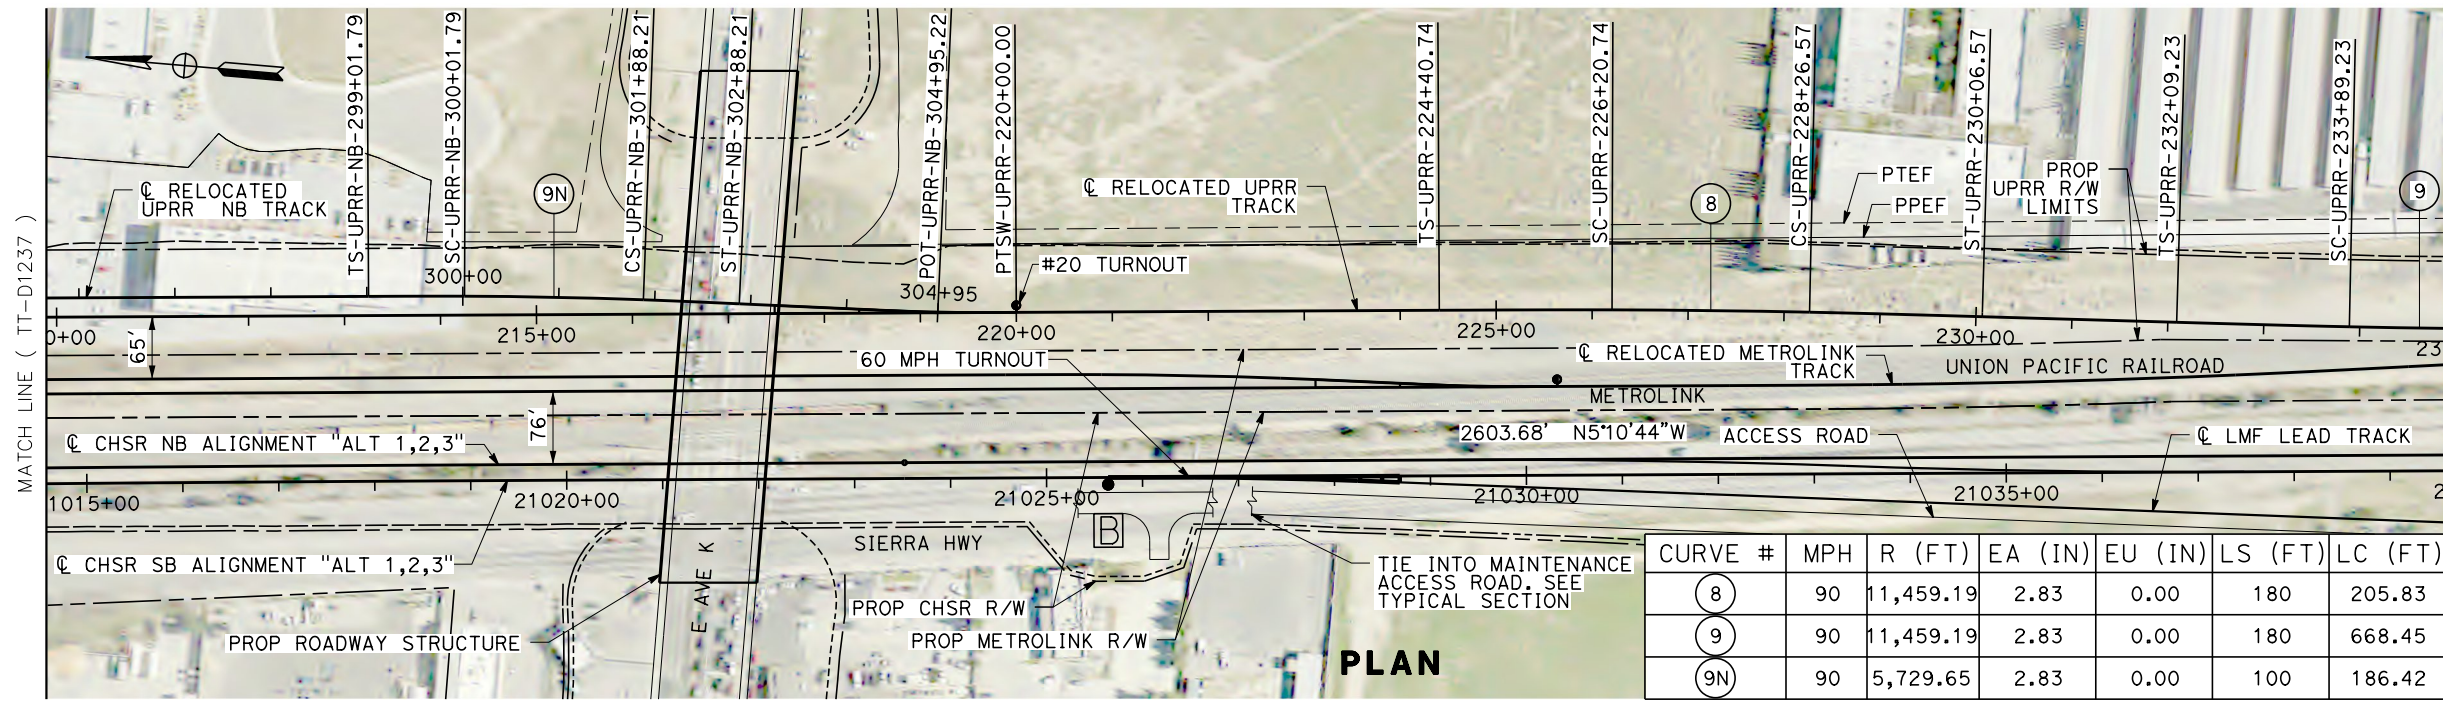 MATCH LINE ( TT-D1237 )
TS-UPRR-NB-299+01.79
SC-UPRR-NB-300+01.79
CS-UPRR-NB-301+88.21
ST-UPRR-NB-302+88.21
POT-UPRR-NB-304+95.22
PTSW-UPRR-220+00.00
TS-UPRR-224+40.74
SC-UPRR-226+20.74
CS-UPRR-228+26.57
ST-UPRR-230+06.57
TS-UPRR-232+09.23
SC-UPRR-233+89.23
℄ RELOCATED
UPRR NB TRACK
9N
℄ RELOCATED UPRR
TRACK
8
PTEF
PPEF
PROP
UPRR R/W
LIMITS
9
300+00
304+95
#20 TURNOUT
0+00
215+00
220+00
225+00
230+00
23
65'
60 MPH TURNOUT
℄ RELOCATED METROLINK
TRACK
UNION PACIFIC RAILROAD
METROLINK
76'
℄ CHSR NB ALIGNMENT "ALT 1,2,3"
2603.68' N5°10'44"W
ACCESS ROAD
℄ LMF LEAD TRACK
1015+00
21020+00
21025+00
21030+00
21035+00
2
B
SIERRA HWY
E AVE K
℄ CHSR SB ALIGNMENT "ALT 1,2,3"
TIE INTO MAINTENANCE
ACCESS ROAD. SEE
TYPICAL SECTION
PROP CHSR R/W
PROP METROLINK R/W
PROP ROADWAY STRUCTURE
PLAN
CURVE # MPH R (FT) EA (IN) EU (IN) LS (FT) LC (FT)
8 90 11,459.19 2.83 0.00 180 205.83
9 90 11,459.19 2.83 0.00 180 668.45
9N 90 5,729.65 2.83 0.00 100 186.42